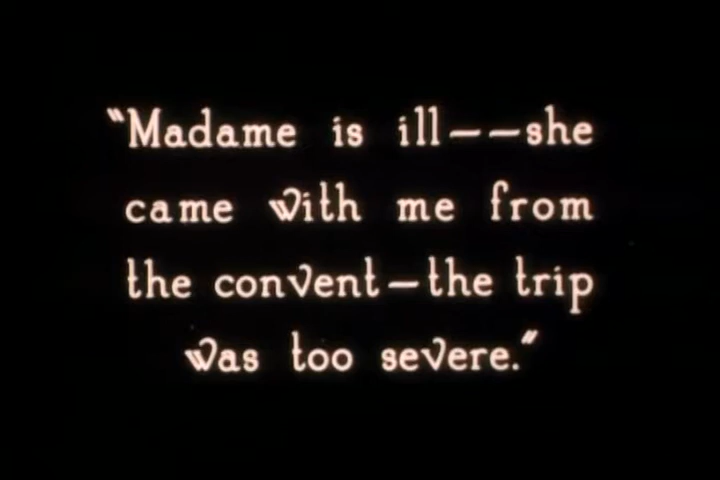 "Madame is ill——she
came with me from
the convent—the trip
was too severe."